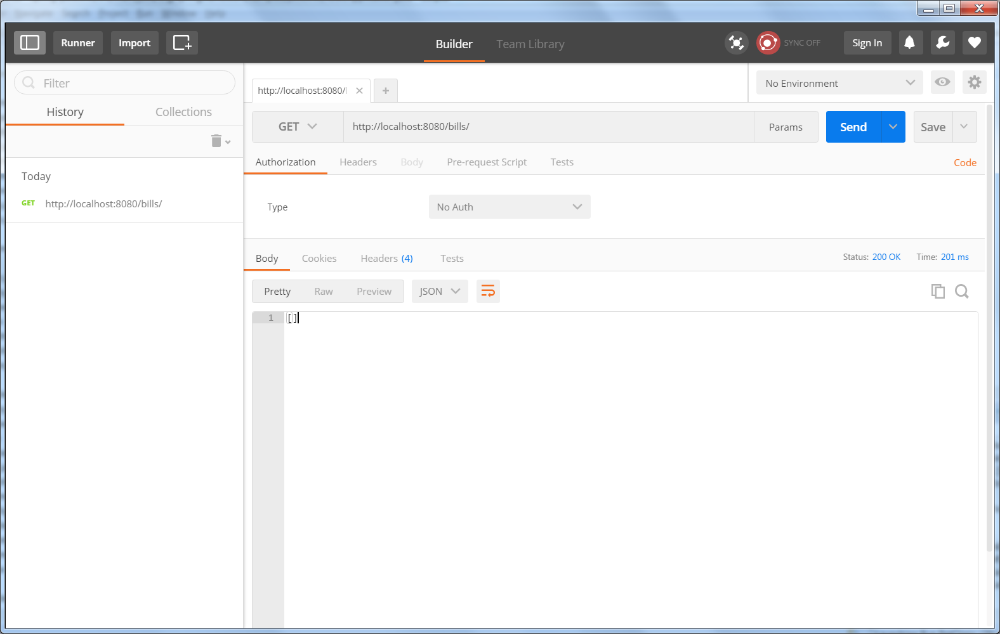 Runner
Import
Builder
Team Library
SYNC OFF
Sign In
Filter
History
Collections
Today
GET http://localhost:8080/bills/
http://localhost:8080/
No Environment
GET
http://localhost:8080/bills/
Params
Send
Save
Authorization
Headers
Body
Pre-request Script
Tests
Code
Type
No Auth
Body
Cookies
Headers (4)
Tests
Status: 200 OK
Time: 201 ms
Pretty
Raw
Preview
JSON
1 []